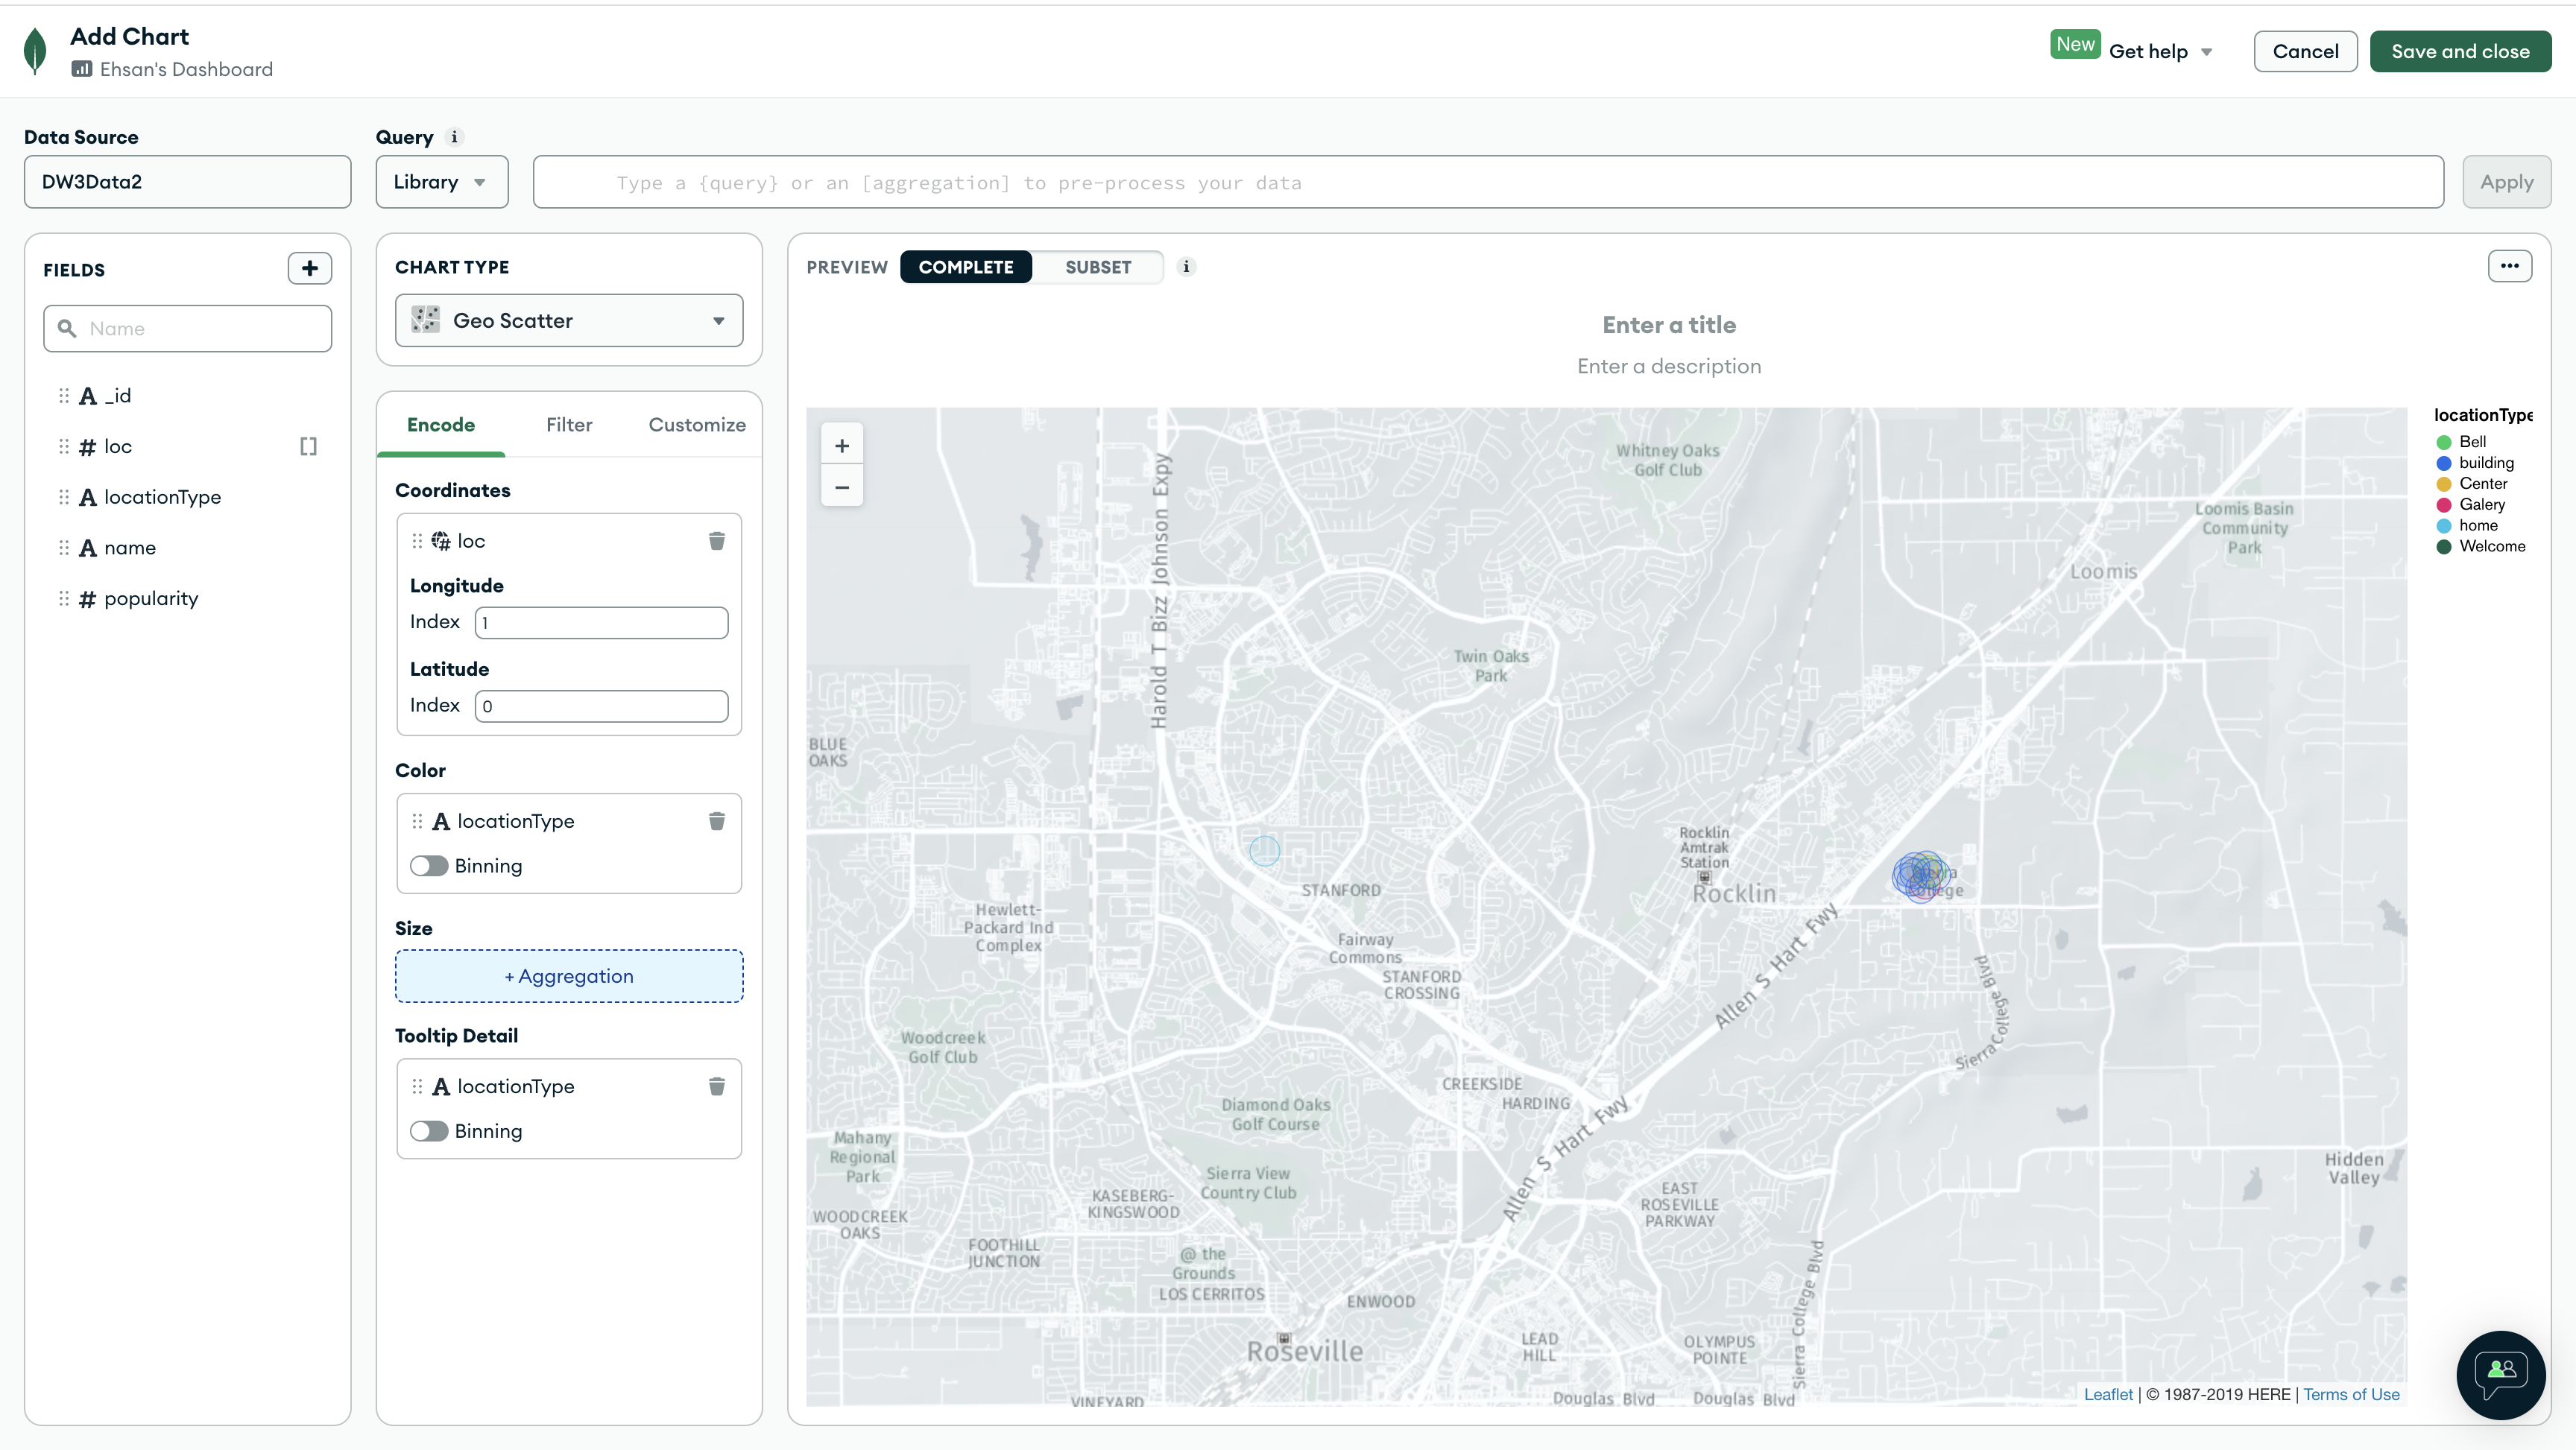 Add Chart
Ehsan's Dashboard
New
Get help
Cancel
Save and close
Data Source
DW3Data2
Query
Library
Type a {query} or an [aggregation] to pre-process your data
Apply
FIELDS
Name
_id
loc
locationType
name
popularity
CHART TYPE
Geo Scatter
Encode
Filter
Customize
Coordinates
loc
Longitude
Index 1
Latitude
Index 0
Color
locationType
Binning
Size
+ Aggregation
Tooltip Detail
locationType
Binning
PREVIEW
COMPLETE
SUBSET
Enter a title
Enter a description
+
−
Whitney Oaks
Golf Club
Loomis Basin
Community
Park
Loomis
Harold T Bizz Johnson Expy
Twin Oaks
Park
BLUE
OAKS
Rocklin
Amtrak
Station
Rocklin
STANFORD
Hewlett-
Packard Ind
Complex
Fairway
Commons
STANFORD
CROSSING
Allen S Hart Fwy
Sierra College Blvd
Woodcreek
Golf Club
CREEKSIDE
HARDING
Diamond Oaks
Golf Course
Allen S Hart Fwy
Mahany
Regional
Park
Sierra View
Country Club
Hidden
Valley
KASEBERG-
KINGSWOOD
EAST
ROSEVILLE
PARKWAY
WOODCREEK
OAKS
FOOTHILL
JUNCTION
@ the
Grounds
LOS CERRITOS
ENWOOD
Sierra College Blvd
Roseville
LEAD
HILL
OLYMPUS
POINTE
VINEYARD
Douglas Blvd
Douglas Blvd
Leaflet | © 1987-2019 HERE | Terms of Use
locationType
Bell
building
Center
Galery
home
Welcome